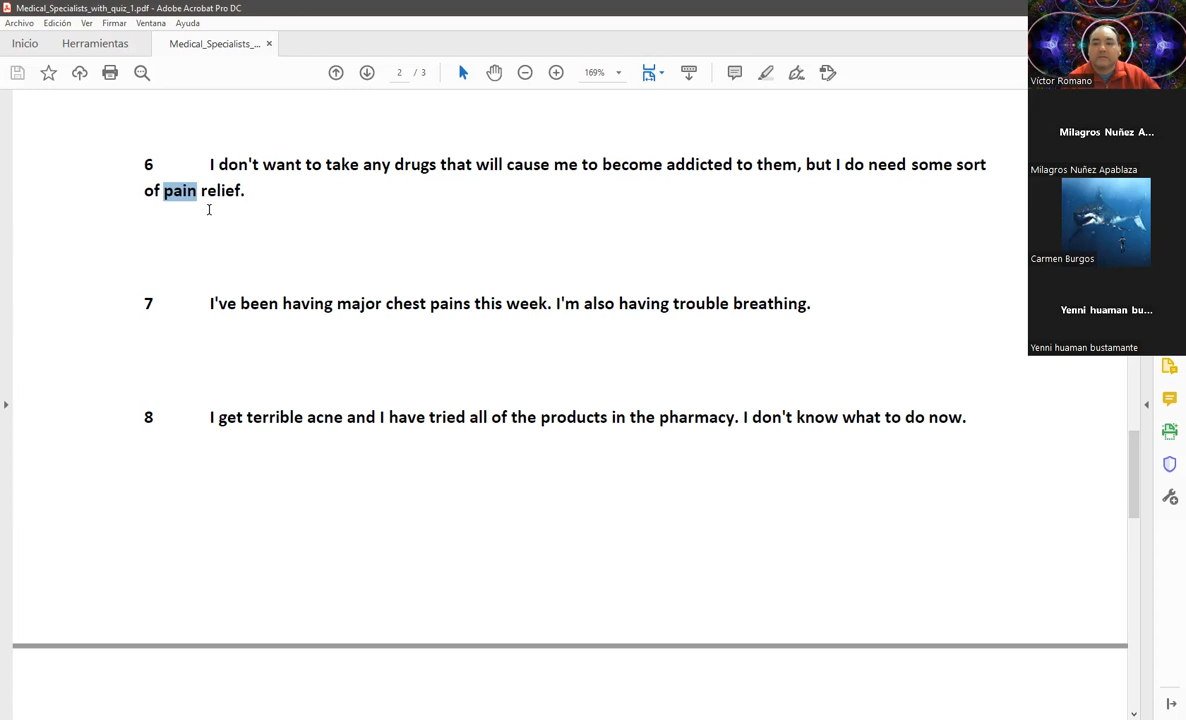 Medical_Specialists_with_quiz_1.pdf - Adobe Acrobat Pro DC
Archivo Edición Ver Firmar Ventana Ayuda
Inicio Herramientas Medical_Specialists_... ×
2 / 3 169%
6 I don't want to take any drugs that will cause me to become addicted to them, but I do need some sort
of pain relief.
7 I've been having major chest pains this week. I'm also having trouble breathing.
8 I get terrible acne and I have tried all of the products in the pharmacy. I don't know what to do now.
Víctor Romano
Milagros Nuñez A...
Milagros Nuñez Apablaza
Carmen Burgos
Yenni huaman bu...
Yenni huaman bustamante